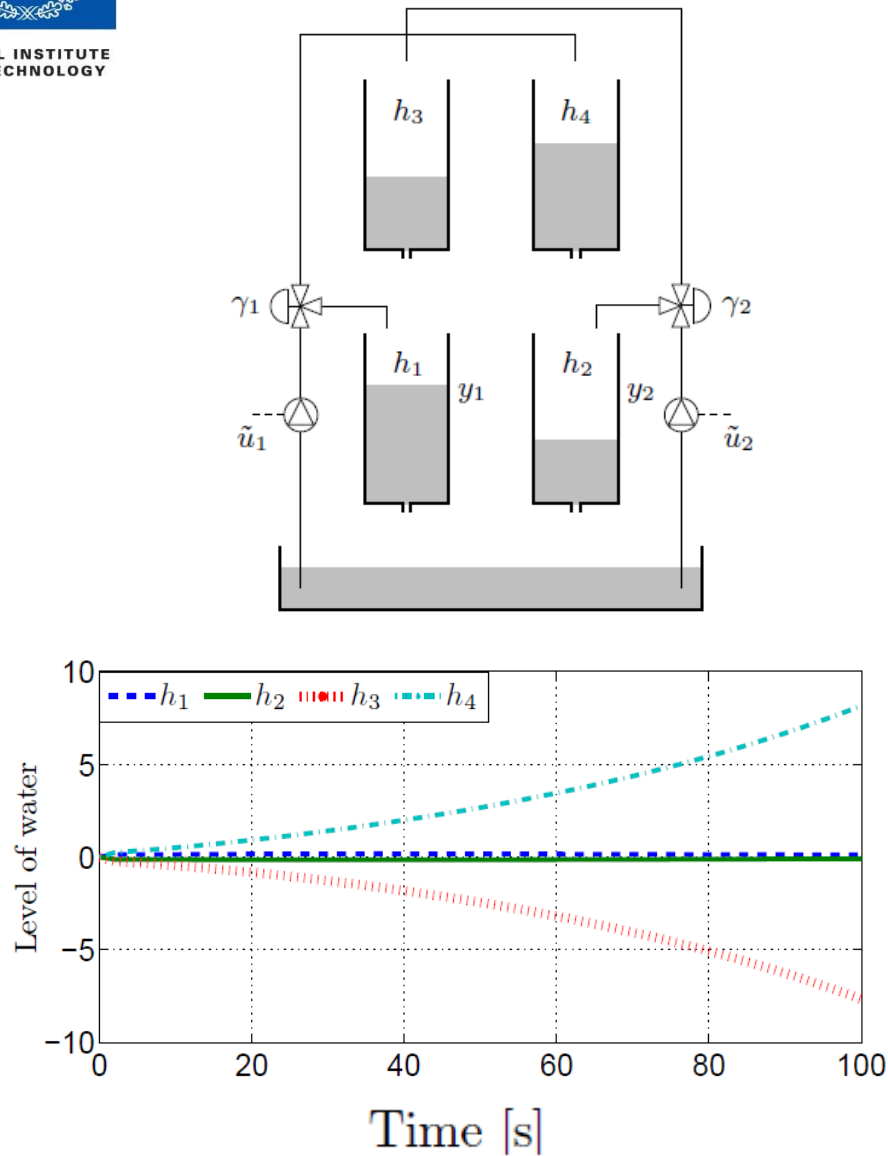 L INSTITUTE
ECHNOLOGY
h₃ h₄
γ₁ γ₂
h₁ y₁ h₂ y₂
ũ₁ ũ₂
h₁ h₂ h₃ h₄
10
5
0
−5
−10
Level of water
0 20 40 60 80 100
Time [s]